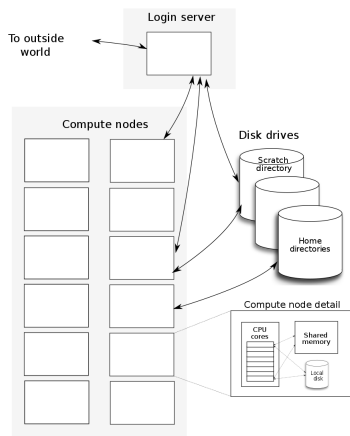 Login server
To outside
world
Compute nodes
Disk drives
Scratch
directory
Home
directories
Compute node detail
CPU
cores
Shared
memory
Local
disk